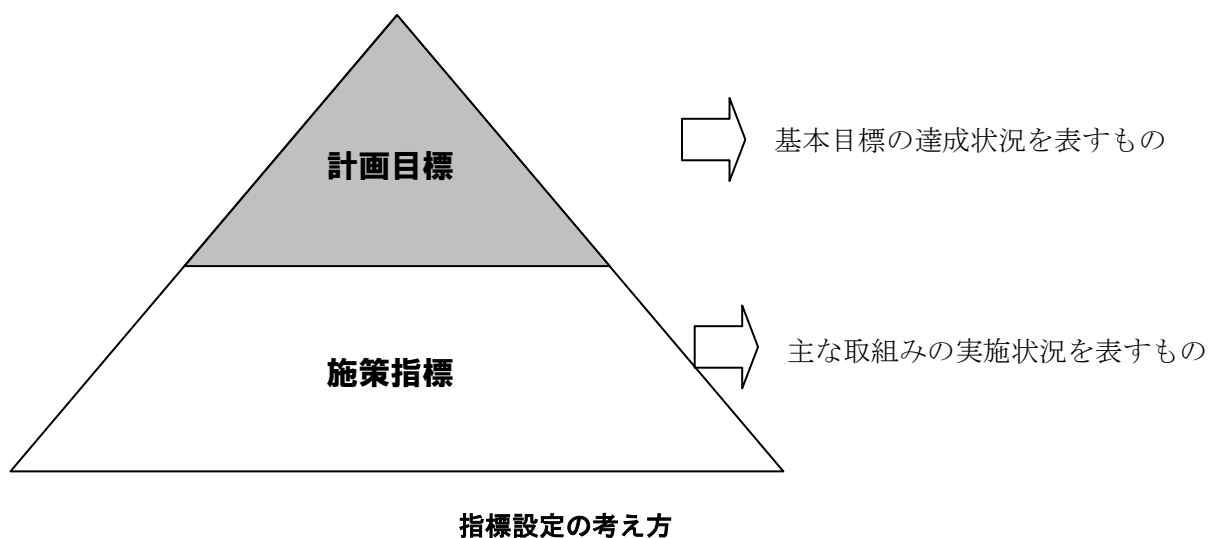 計画目標
基本目標の達成状況を表すもの
施策指標
主な取組みの実施状況を表すもの
指標設定の考え方